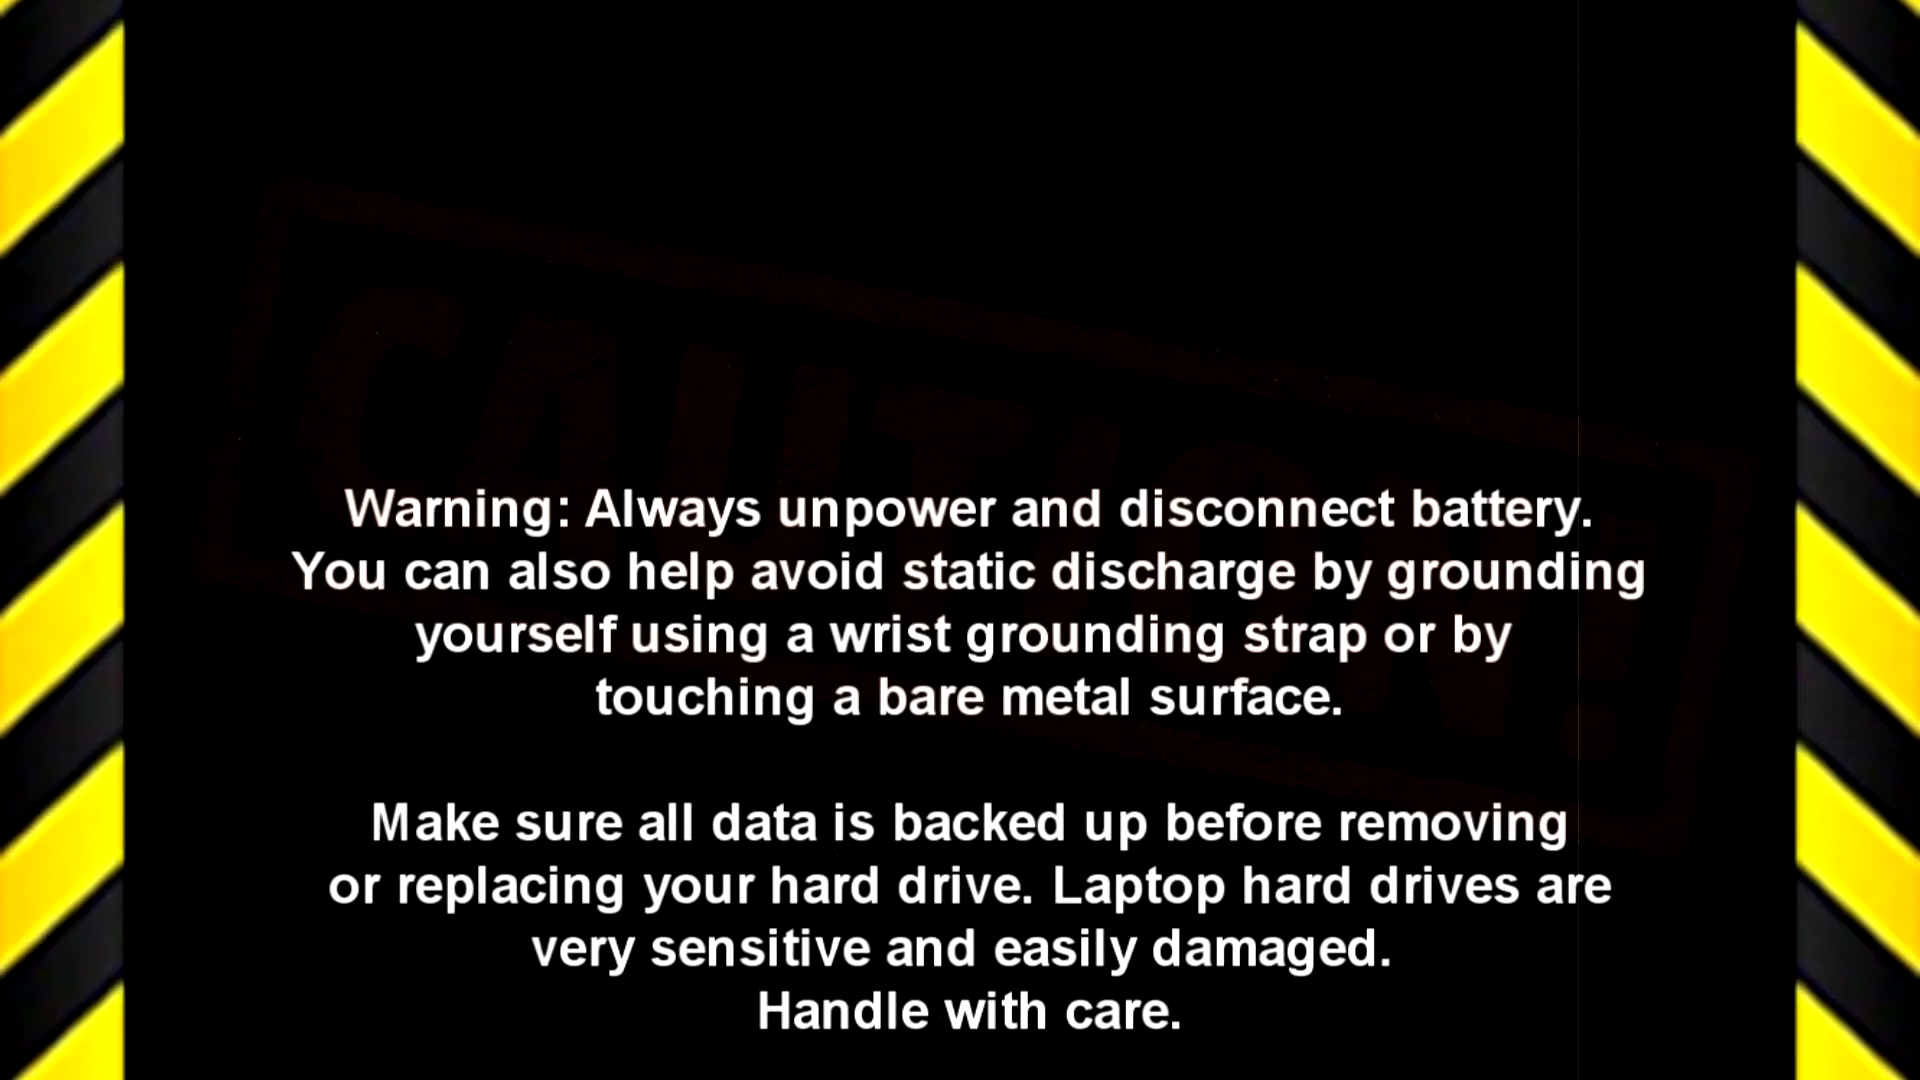 CAUTION!
Warning: Always unpower and disconnect battery.
You can also help avoid static discharge by grounding
yourself using a wrist grounding strap or by
touching a bare metal surface.
Make sure all data is backed up before removing
or replacing your hard drive. Laptop hard drives are
very sensitive and easily damaged.
Handle with care.